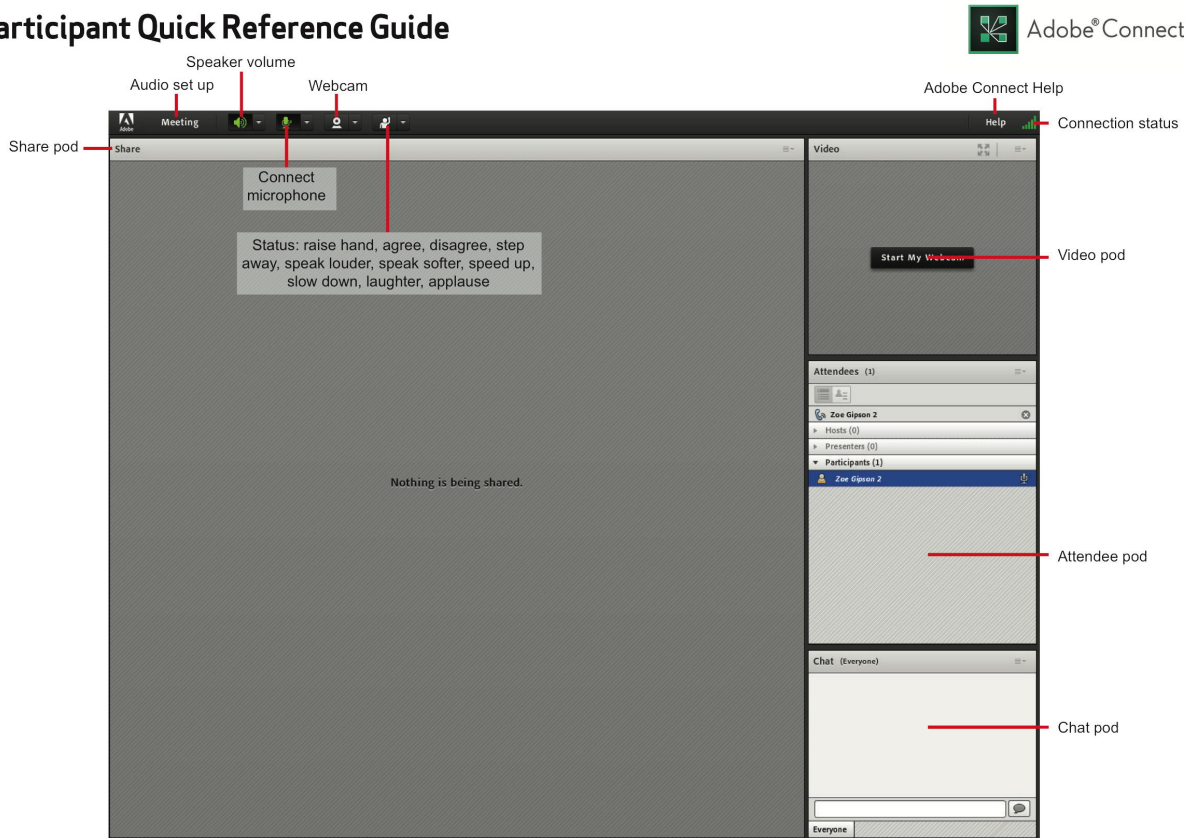 articipant Quick Reference Guide
Adobe® Connect
Speaker volume
Audio set up
Webcam
Adobe Connect Help
Adobe
Meeting
Help
Connection status
Share pod
Share
Video
Connect
microphone
Status: raise hand, agree, disagree, step
away, speak louder, speak softer, speed up,
slow down, laughter, applause
Start My
Video pod
Attendees (1)
Zoe Gipson 2
Hosts (0)
Presenters (0)
Participants (1)
Zoe Gipson 2
Nothing is being shared.
Attendee pod
Chat (Everyone)
Chat pod
Everyone